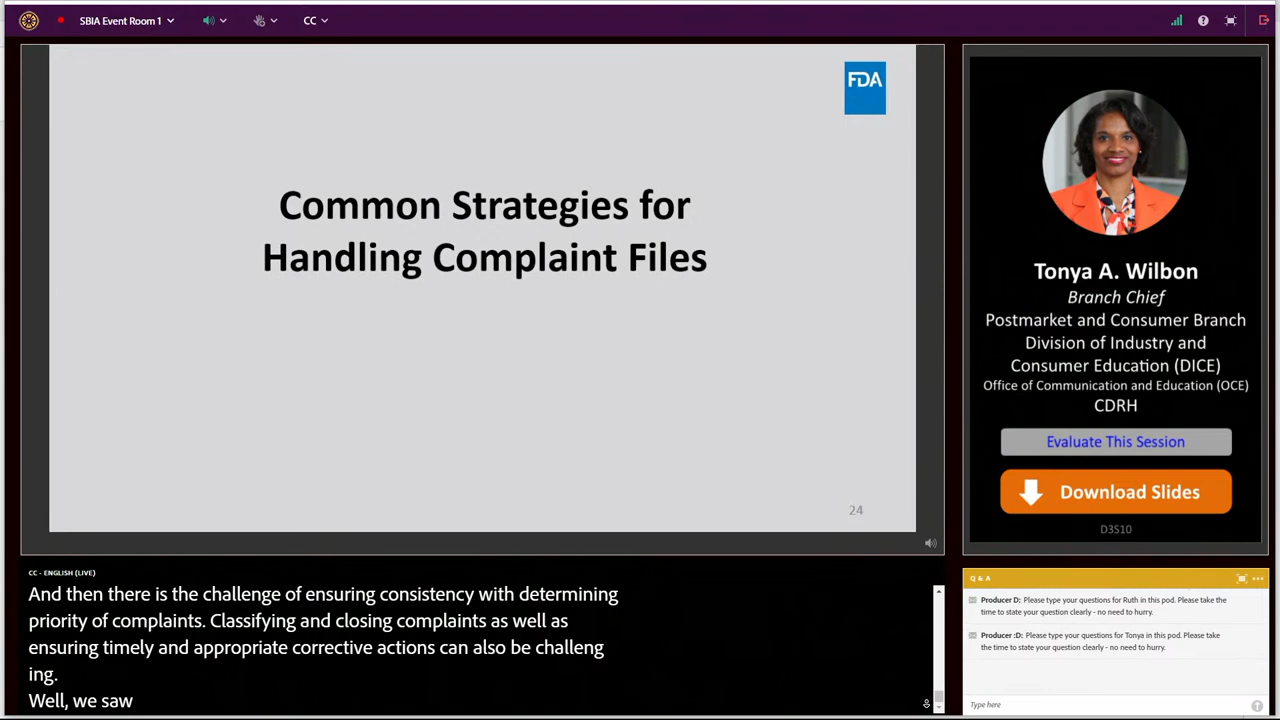 SBIA Event Room 1
CC
FDA
Common Strategies for
Handling Complaint Files
24
Tonya A. Wilbon
Branch Chief
Postmarket and Consumer Branch
Division of Industry and
Consumer Education (DICE)
Office of Communication and Education (OCE)
CDRH
Evaluate This Session
Download Slides
D3S10
CC - ENGLISH (LIVE)
And then there is the challenge of ensuring consistency with determining
priority of complaints. Classifying and closing complaints as well as
ensuring timely and appropriate corrective actions can also be challeng
ing.
Well, we saw
Q & A
Producer D: Please type your questions for Ruth in this pod. Please take the
time to state your question clearly - no need to hurry.
Producer :D: Please type your questions for Tonya in this pod. Please take
the time to state your question clearly - no need to hurry.
Type here